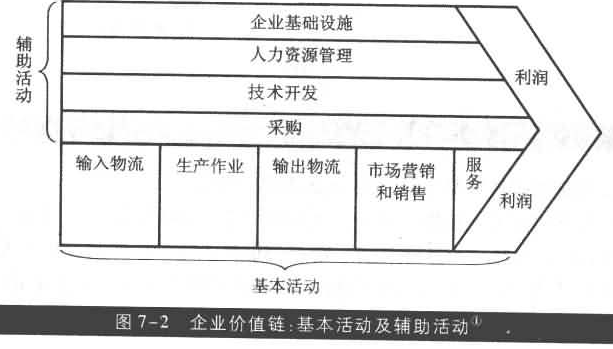 企业基础设施
人力资源管理
技术开发
采购
辅助活动
利润
输入物流
生产作业
输出物流
市场营销
和销售
服务
利润
基本活动
图 7-2 企业价值链:基本活动及辅助活动①